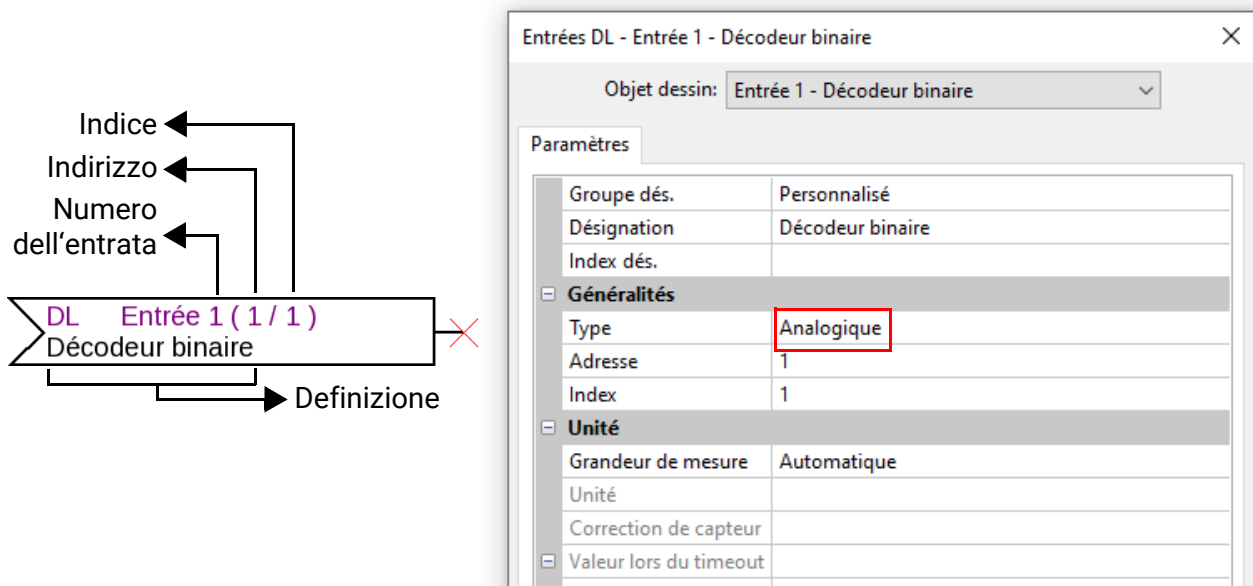 Indice
Indirizzo
Numero
dell‘entrata
DL Entrée 1 ( 1 / 1 )
Décodeur binaire
Definizione
Entrées DL - Entrée 1 - Décodeur binaire
Objet dessin: Entrée 1 - Décodeur binaire
Paramètres
Groupe dés. Personnalisé
Désignation Décodeur binaire
Index dés.
Généralités
Type Analogique
Adresse 1
Index 1
Unité
Grandeur de mesure Automatique
Unité
Correction de capteur
Valeur lors du timeout